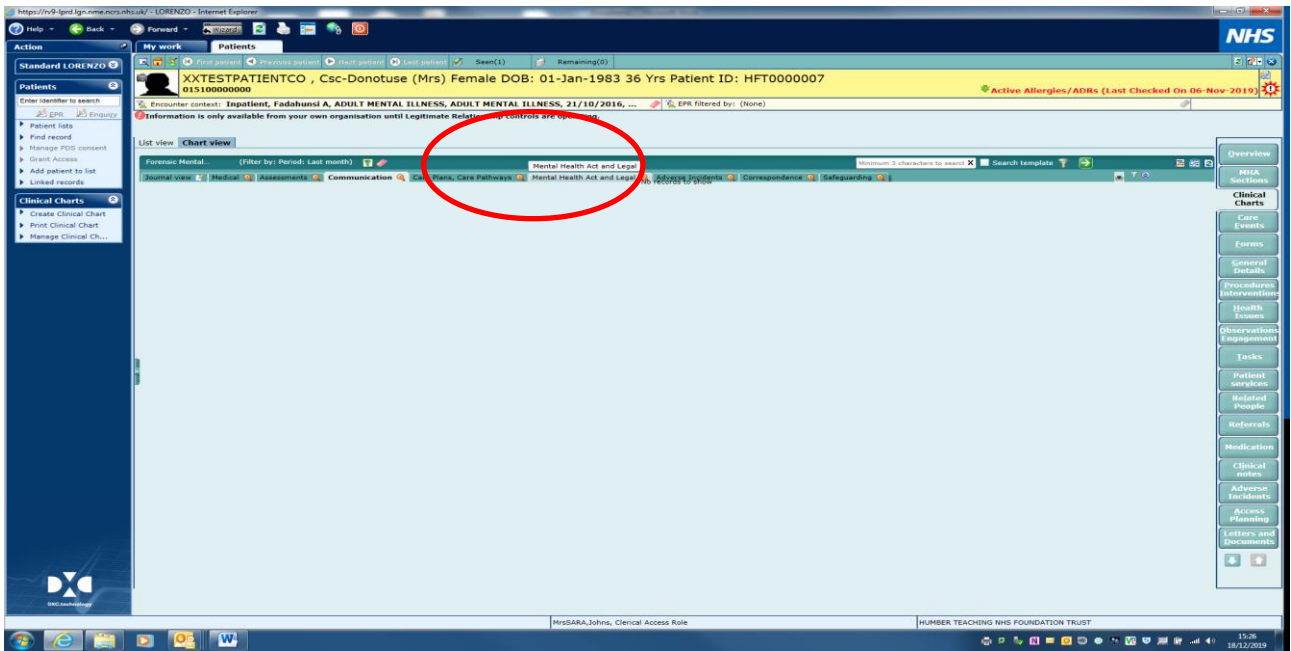 https://rv9-lprd.lgn.nme.ncrs.nhs.uk/ - LORENZO - Internet Explorer
Help Back Forward Wizards
NHS
Action My work Patients
Standard LORENZO
First patient Previous patient Next patient Last patient Seen(1) Remaining(0)
XXTESTPATIENTCO , Csc-Donotuse (Mrs) Female DOB: 01-Jan-1983 36 Yrs Patient ID: HFT0000007
015100000000
Active Allergies/ADRs (Last Checked On 06-Nov-2019)
Encounter context: Inpatient, Fadahunsi A, ADULT MENTAL ILLNESS, ADULT MENTAL ILLNESS, 21/10/2016, ... EPR filtered by: (None)
Information is only available from your own organisation until Legitimate Relationship controls are operating.
Patients
Enter identifier to search
EPR Enquiry
Patient lists
Find record
Manage PDS consent
Grant Access
Add patient to list
Linked records
Clinical Charts
Create Clinical Chart
Print Clinical Chart
Manage Clinical Ch...
List view Chart view
Forensic Mental... (Filter by: Period: Last month) Mental Health Act and Legal Minimum 3 characters to search X Search template
Journal view Medical Assessments Communication Care Plans, Care Pathways Mental Health Act and Legal Adverse Incidents Correspondence Safeguarding
No records to show
Overview
MHA Sections
Clinical Charts
Care Events
Forms
General Details
Procedures Interventions
Health Issues
Observations Engagement
Tasks
Patient services
Related People
Referrals
Medication
Clinical notes
Adverse Incidents
Access Planning
Letters and Documents
DXC.technology
MrsSARA,Johns, Clerical Access Role
HUMBER TEACHING NHS FOUNDATION TRUST
15:26
18/12/2019